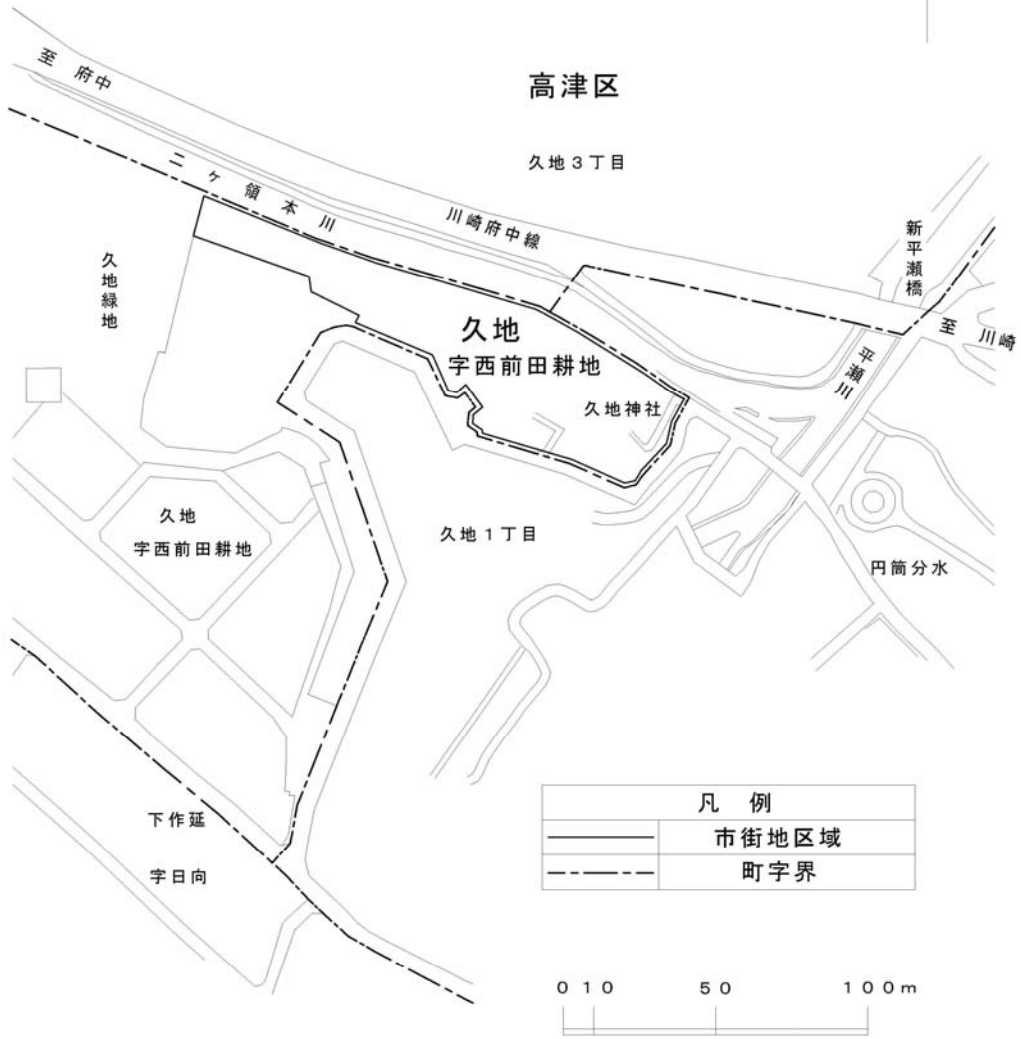 至 府中
高津区
久地3丁目
二ヶ領本川
川崎府中線
新平瀬橋
久地緑地
至 川崎
平瀬川
久地
字西前田耕地
久地神社
久地
字西前田耕地
久地1丁目
円筒分水
下作延
字日向
凡 例
市街地区域
町字界
0 10 50 100m